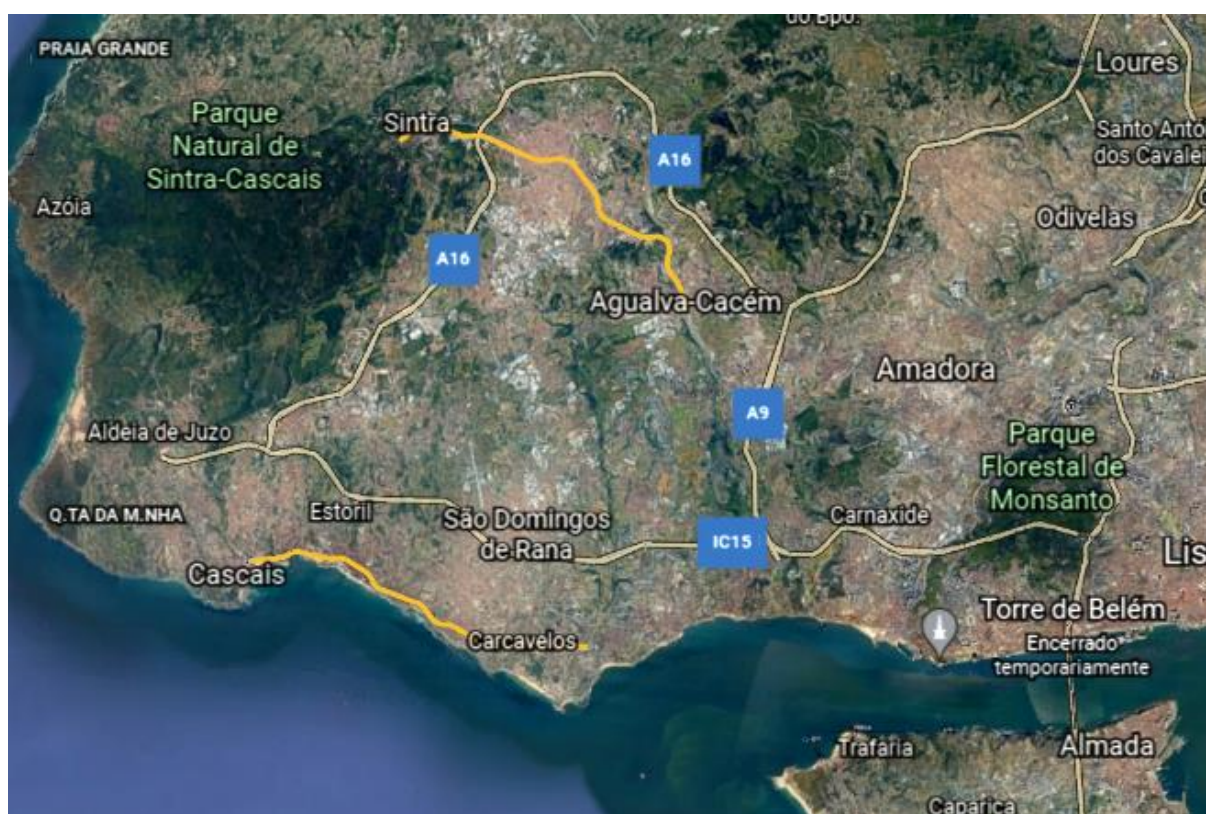 do Bpo.
PRAIA GRANDE
Loures
Parque
Natural de
Sintra-Cascais
Sintra
A16
Santo Antó
dos Cavalei
Azóia
Odivelas
A16
Agualva-Cacém
Amadora
A9
Aldeia de Juzo
Parque
Florestal de
Monsanto
Q.TA DA M.NHA
Estoril
São Domingos
de Rana
Carnaxide
IC15
Lis
Cascais
Torre de Belém
Carcavelos
Encerrado
temporariamente
Trafaria
Almada
Caparica